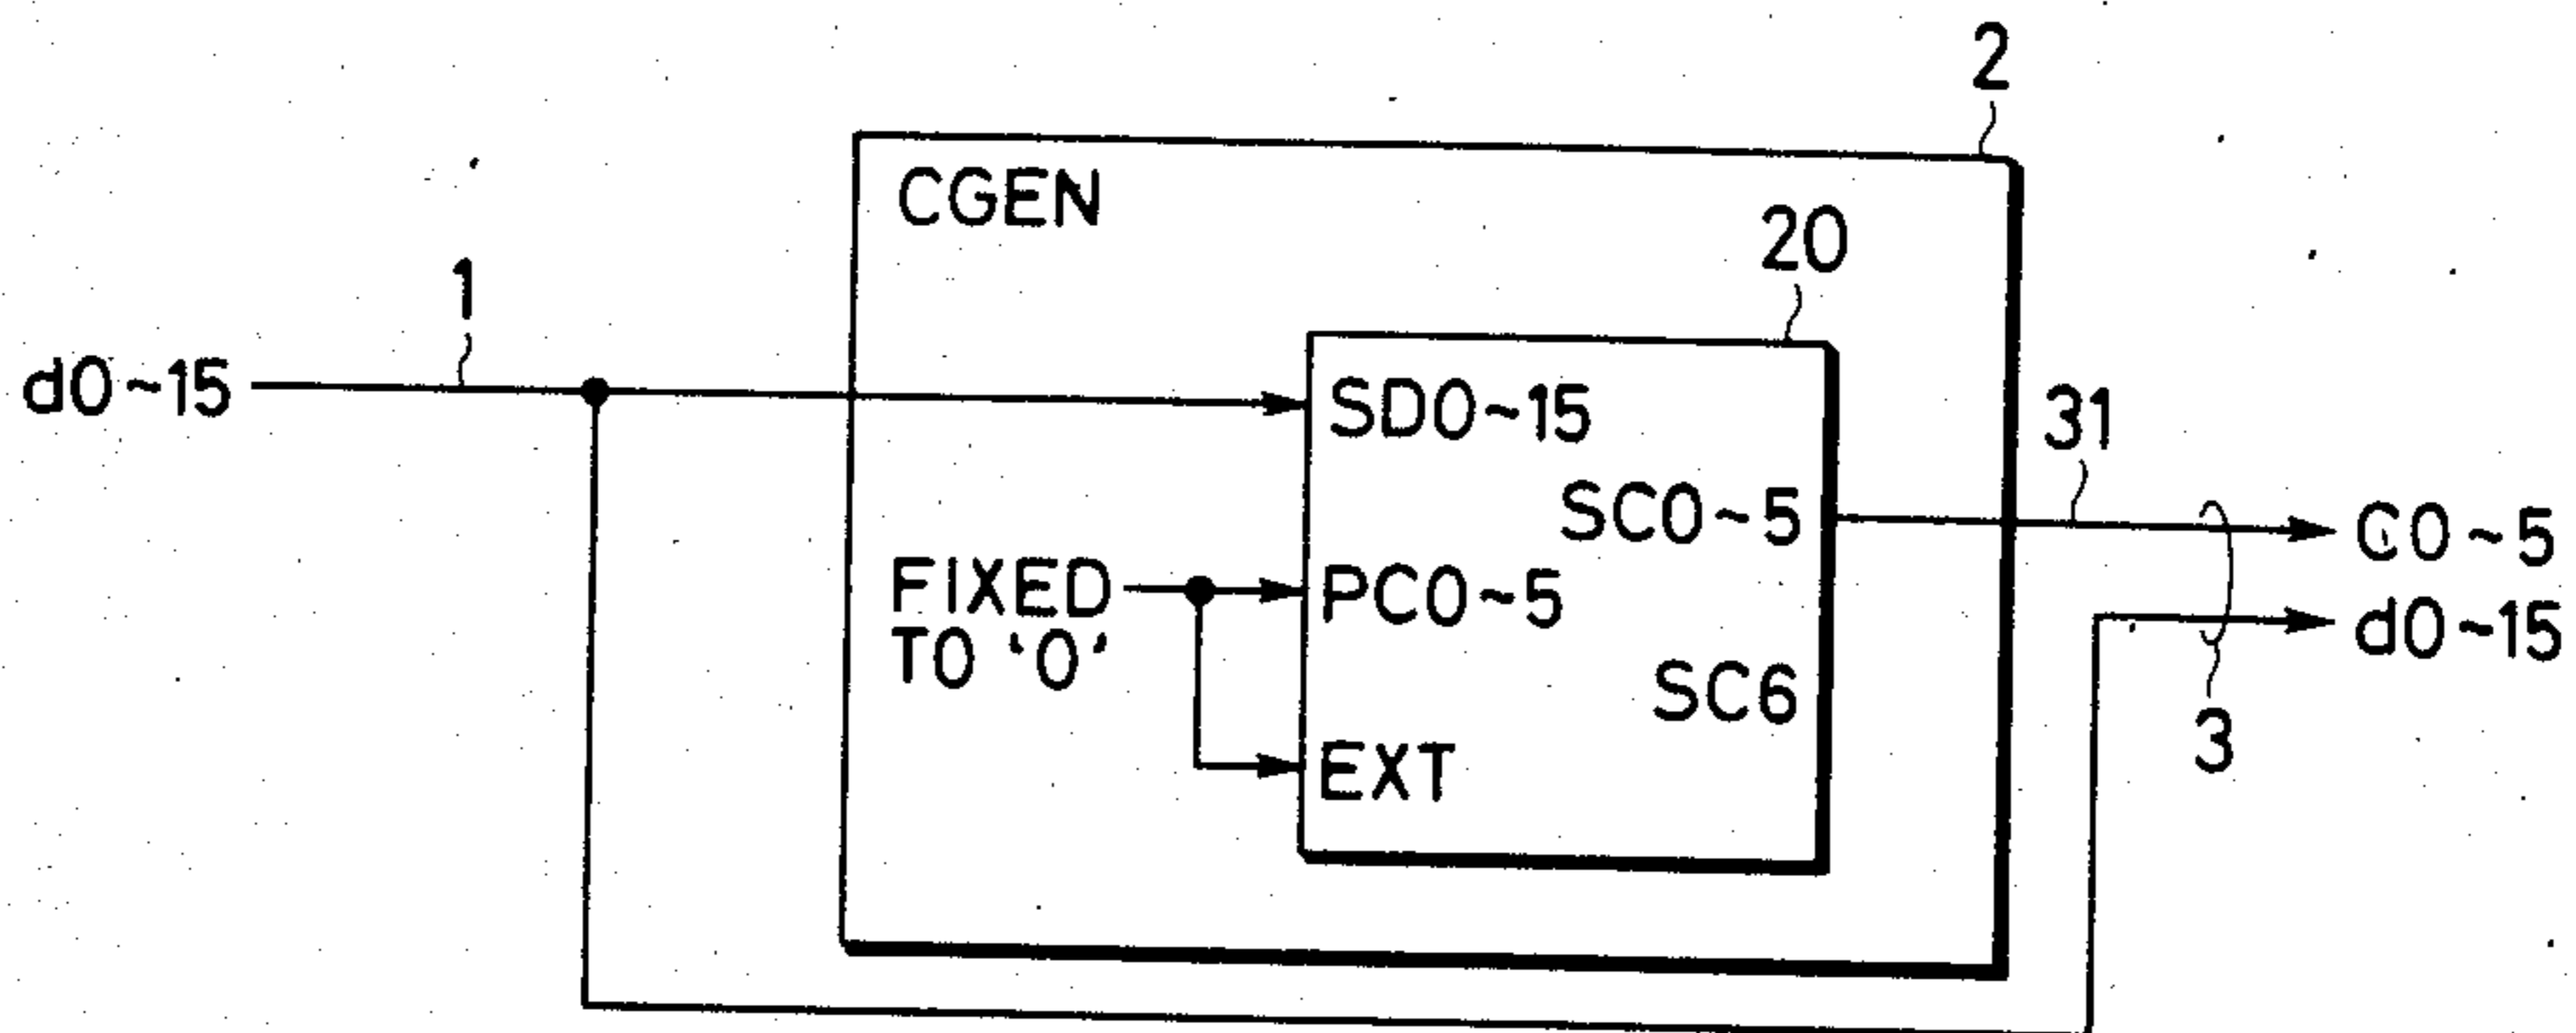 2
CGEN
20
1
d0~15
SD0~15
31
SC0~5
C0~5
FIXED
TO '0'
PC0~5
d0~15
SC6
3
EXT